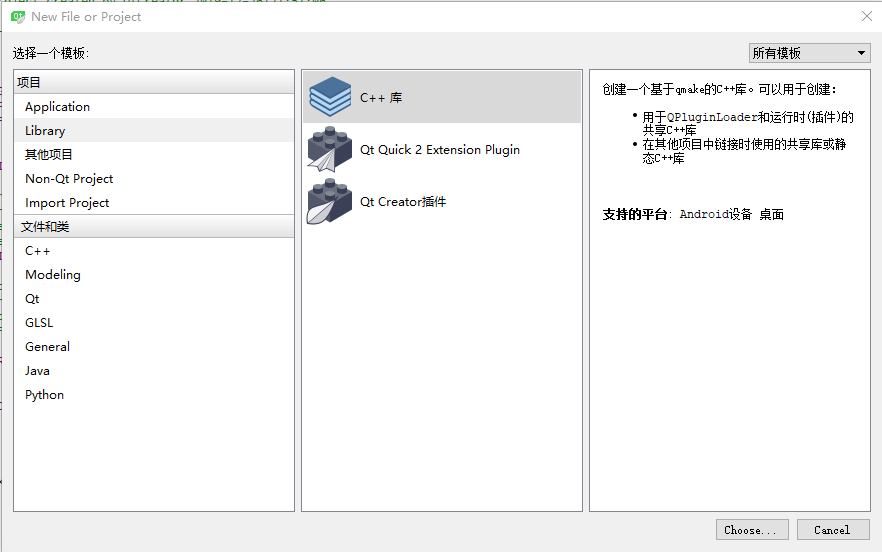 New File or Project
选择一个模板:
所有模板
项目
Application
Library
其他项目
Non-Qt Project
Import Project
文件和类
C++
Modeling
Qt
GLSL
General
Java
Python
C++ 库
Qt Quick 2 Extension Plugin
Qt Creator插件
创建一个基于qmake的C++库。可以用于创建:
用于QPluginLoader和运行时(插件)的
共享C++库
在其他项目中链接时使用的共享库或静
态C++库
支持的平台: Android设备 桌面
Choose...
Cancel